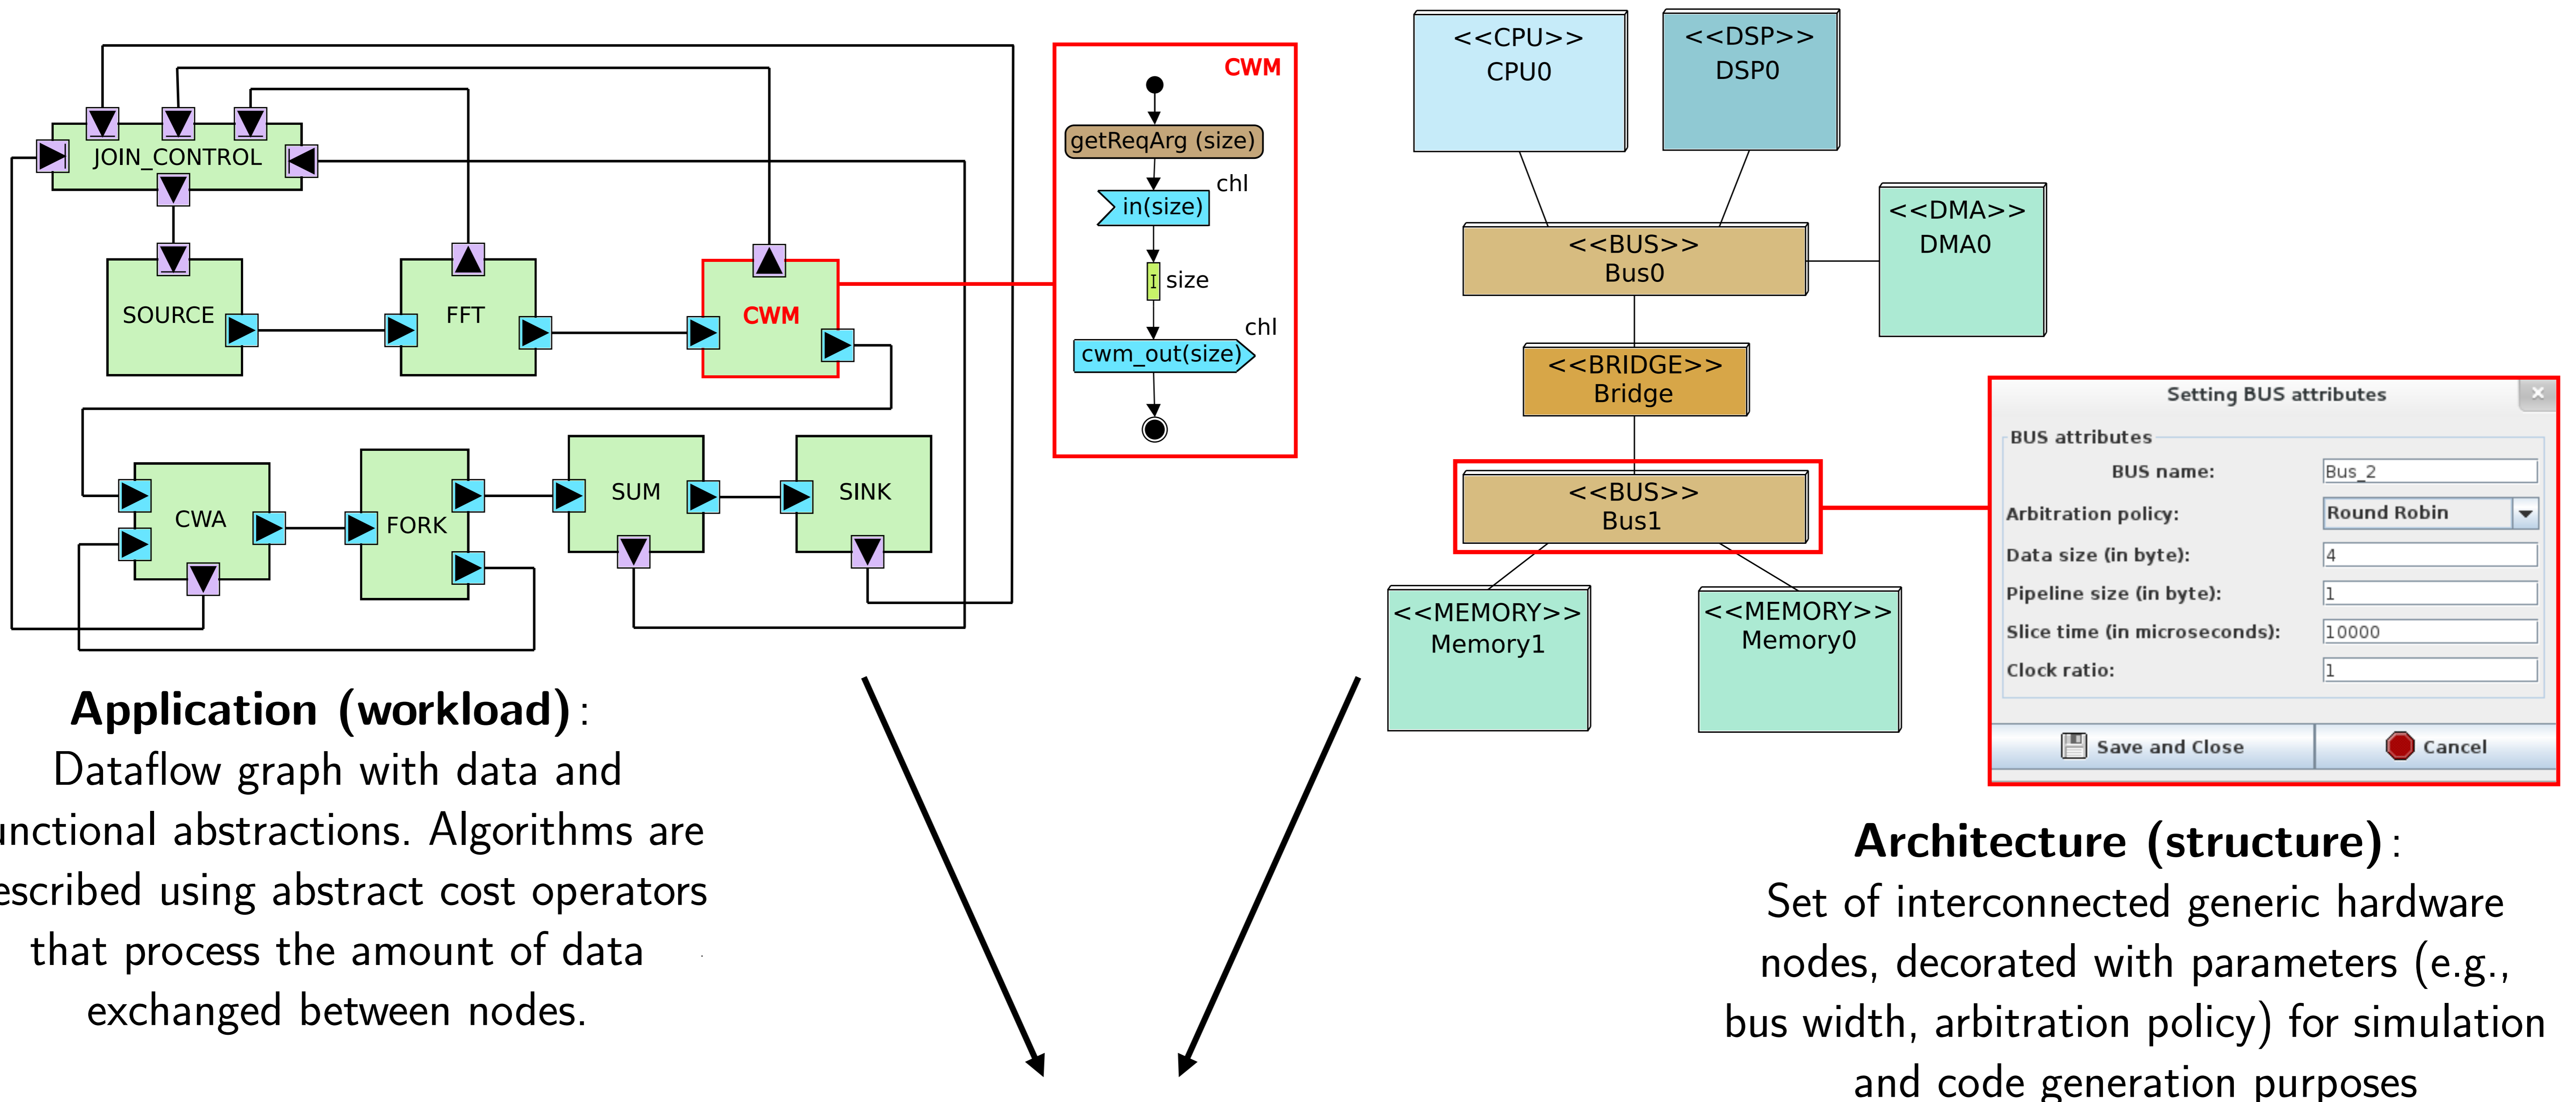 JOIN_CONTROL
SOURCE
FFT
CWM
CWA
FORK
SUM
SINK
CWM
getReqArg (size)
chl
in(size)
I
size
chl
cwm_out(size)
<<CPU>>
CPU0
<<DSP>>
DSP0
<<DMA>>
DMA0
<<BUS>>
Bus0
<<BRIDGE>>
Bridge
<<BUS>>
Bus1
<<MEMORY>>
Memory1
<<MEMORY>>
Memory0
Setting BUS attributes
BUS attributes
BUS name: Bus_2
Arbitration policy: Round Robin
Data size (in byte): 4
Pipeline size (in byte): 1
Slice time (in microseconds): 10000
Clock ratio: 1
Save and Close Cancel
Application (workload):
Dataflow graph with data and
unctional abstractions. Algorithms are
escribed using abstract cost operators
that process the amount of data
exchanged between nodes.
Architecture (structure):
Set of interconnected generic hardware
nodes, decorated with parameters (e.g.,
bus width, arbitration policy) for simulation
and code generation purposes